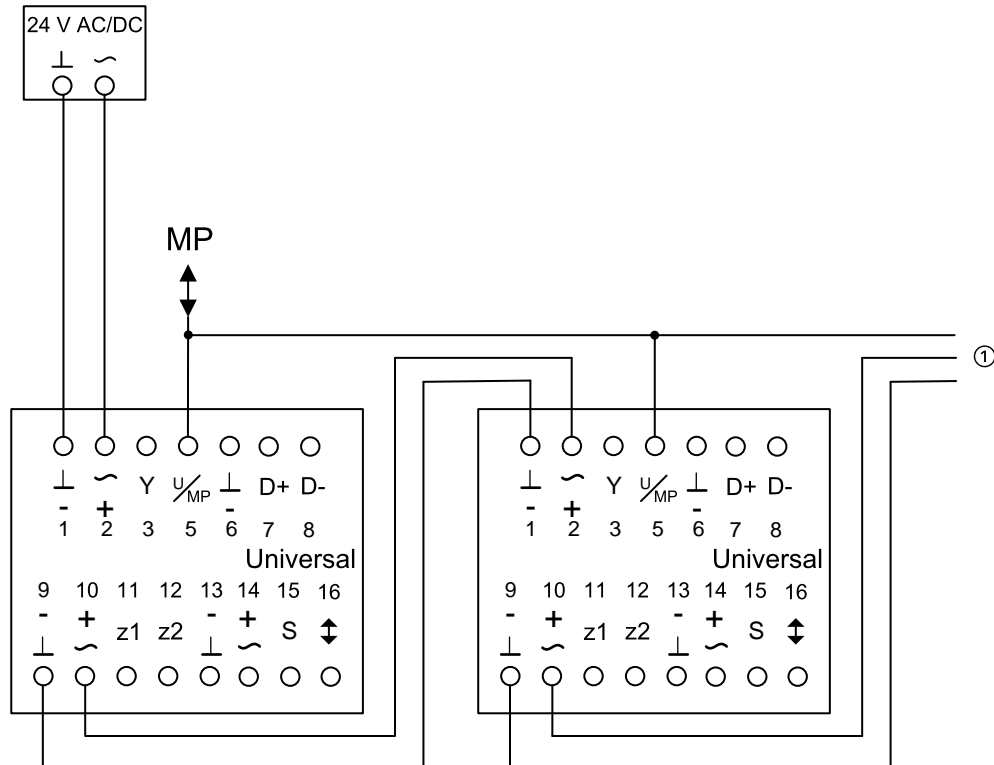 24 V AC/DC
⊥ ~
MP
①
⊥ ~ Y U/MP ⊥ D+ D-
- + -
1 2 3 5 6 7 8
Universal
9 10 11 12 13 14 15 16
- + z1 z2 - + S ↕
⊥ ~ ⊥ ~
⊥ ~ Y U/MP ⊥ D+ D-
- + -
1 2 3 5 6 7 8
Universal
9 10 11 12 13 14 15 16
- + z1 z2 - + S ↕
⊥ ~ ⊥ ~